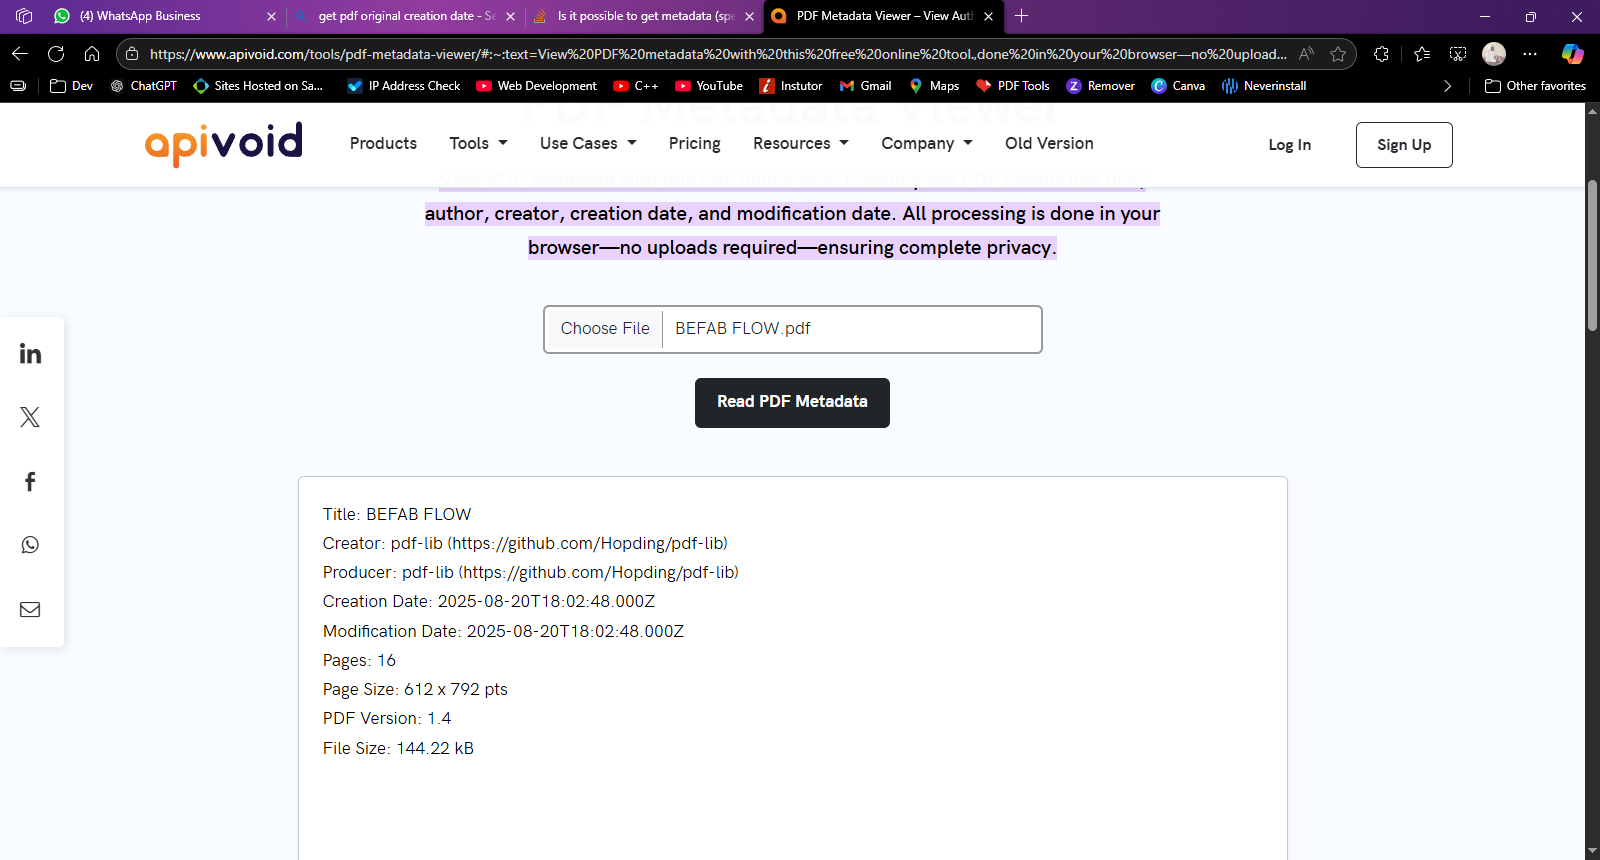 (4) WhatsApp Business
get pdf original creation date - Se
Is it possible to get metadata (spe
PDF Metadata Viewer – View Auth
https://www.apivoid.com/tools/pdf-metadata-viewer/#:~:text=View%20PDF%20metadata%20with%20this%20free%20online%20tool.,done%20in%20your%20browser—no%20upload...
Dev
ChatGPT
Sites Hosted on Sa...
IP Address Check
Web Development
C++
YouTube
Instutor
Gmail
Maps
PDF Tools
Remover
Canva
Neverinstall
Other favorites
PDF Metadata Viewer
apivoid
Products
Tools
Use Cases
Pricing
Resources
Company
Old Version
Log In
Sign Up
View PDF metadata with this free online tool. Instantly see PDF details like title,
author, creator, creation date, and modification date. All processing is done in your
browser—no uploads required—ensuring complete privacy.
Choose File BEFAB FLOW.pdf
Read PDF Metadata
Title: BEFAB FLOW
Creator: pdf-lib (https://github.com/Hopding/pdf-lib)
Producer: pdf-lib (https://github.com/Hopding/pdf-lib)
Creation Date: 2025-08-20T18:02:48.000Z
Modification Date: 2025-08-20T18:02:48.000Z
Pages: 16
Page Size: 612 x 792 pts
PDF Version: 1.4
File Size: 144.22 kB